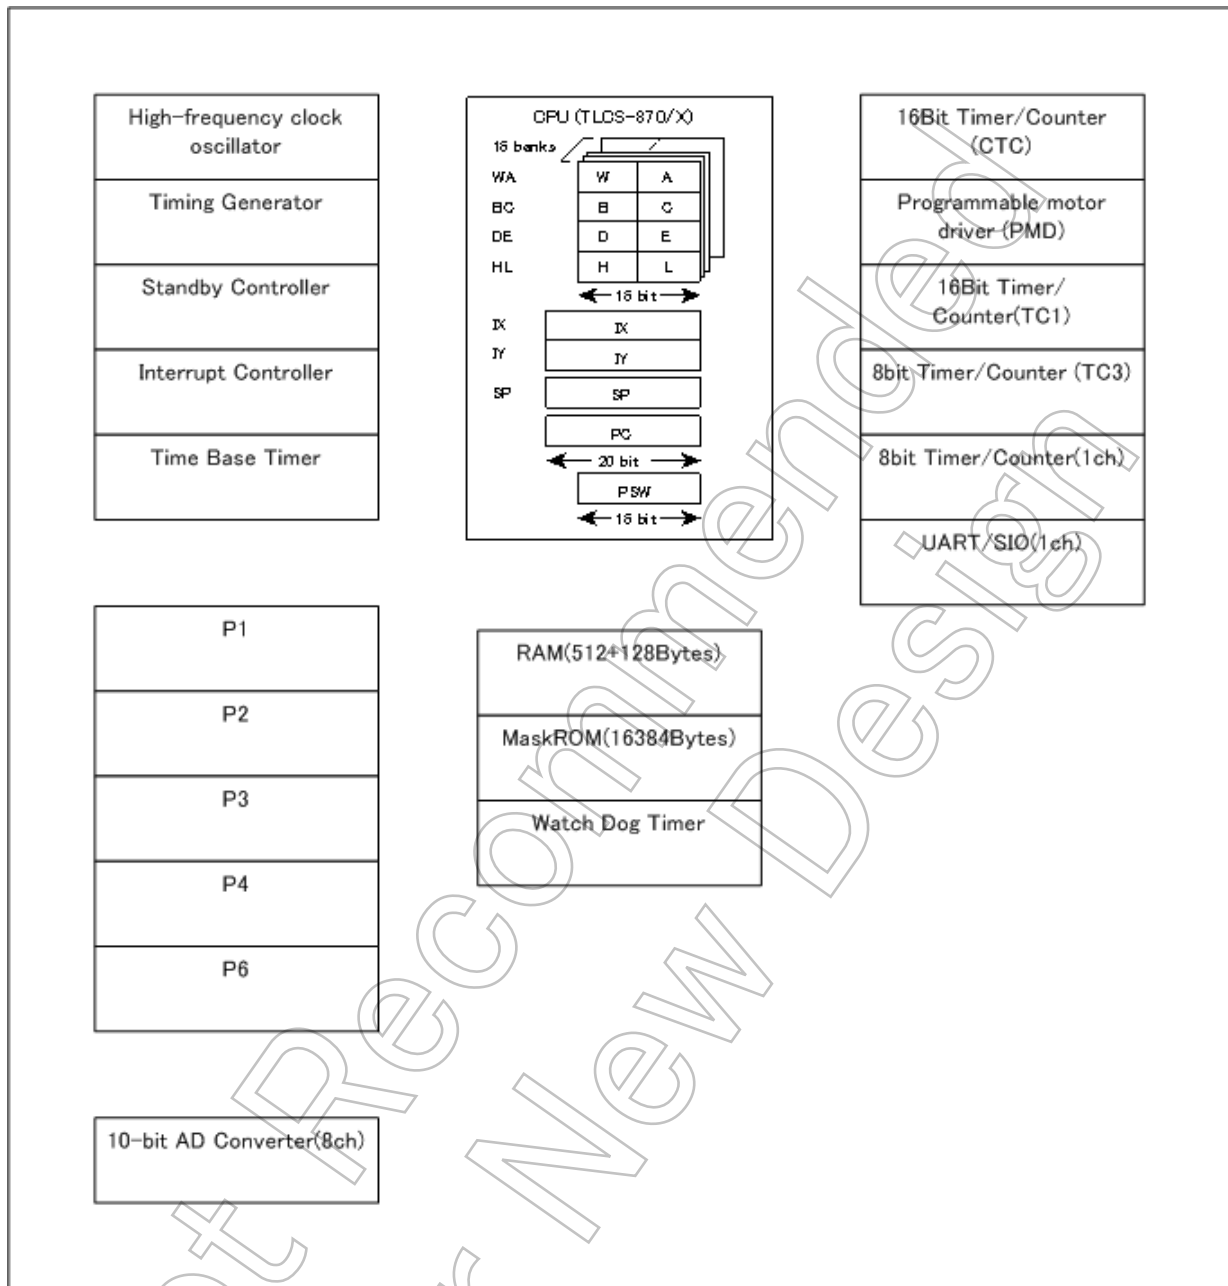 High-frequency clock
oscillator
Timing Generator
Standby Controller
Interrupt Controller
Time Base Timer
CPU (TLCS-870/X)
16 banks
WA W A
BC B C
DE D E
HL H L
16 bit
IX IX
IY IY
SP SP
PC
20 bit
PSW
16 bit
16Bit Timer/Counter
(CTC)
Programmable motor
driver (PMD)
16Bit Timer/
Counter(TC1)
8bit Timer/Counter (TC3)
8bit Timer/Counter(1ch)
UART/SIO(1ch)
P1
P2
P3
P4
P6
RAM(512+128Bytes)
MaskROM(16384Bytes)
Watch Dog Timer
10-bit AD Converter(8ch)
Recommended
New Design